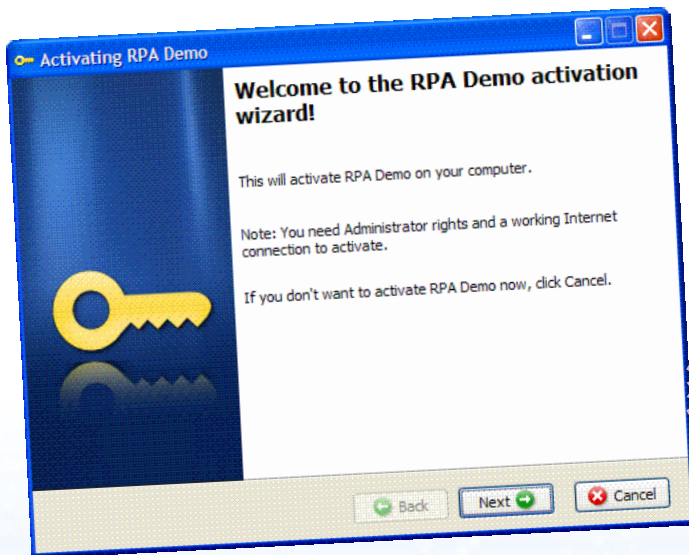 Activating RPA Demo
Welcome to the RPA Demo activation
wizard!
This will activate RPA Demo on your computer.
Note: You need Administrator rights and a working Internet
connection to activate.
If you don't want to activate RPA Demo now, click Cancel.
Back
Next
Cancel